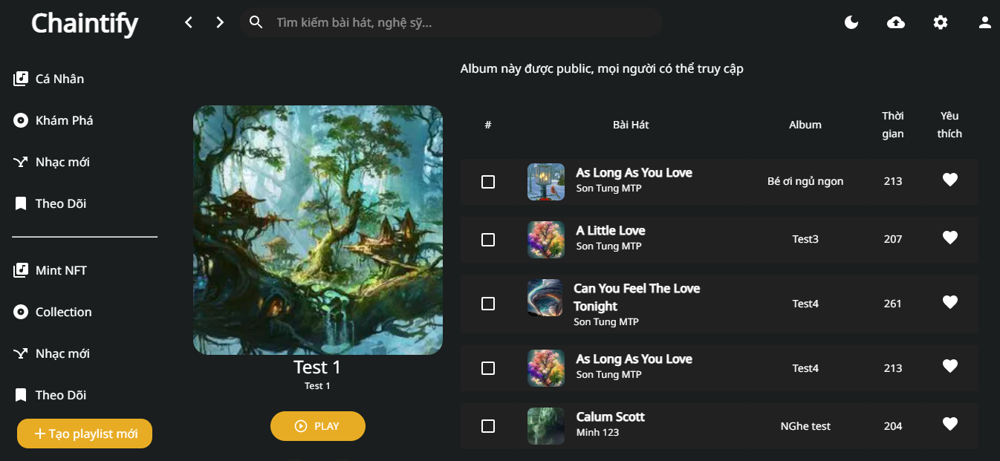 Chaintify
Tìm kiếm bài hát, nghệ sỹ...
Cá Nhân
Khám Phá
Nhạc mới
Theo Dõi
Mint NFT
Collection
Nhạc mới
Theo Dõi
Tạo playlist mới
Test 1
Test 1
PLAY
Album này được public, mọi người có thể truy cập
# Bài Hát Album Thời gian Yêu thích
As Long As You Love
Son Tung MTP
Bé ơi ngủ ngon 213
A Little Love
Son Tung MTP
Test3 207
Can You Feel The Love
Tonight
Son Tung MTP
Test4 261
As Long As You Love
Son Tung MTP
Test4 213
Calum Scott
Minh 123
NGhe test 204